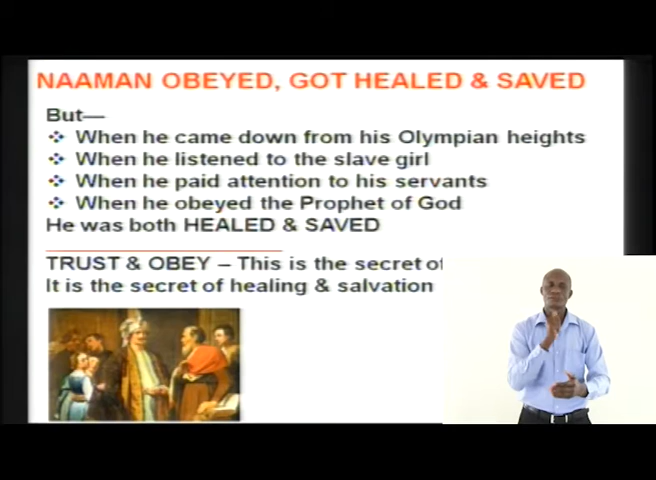 NAAMAN OBEYED, GOT HEALED & SAVED
But—
When he came down from his Olympian heights
When he listened to the slave girl
When he paid attention to his servants
When he obeyed the Prophet of God
He was both HEALED & SAVED
TRUST & OBEY – This is the secret of
It is the secret of healing & salvation